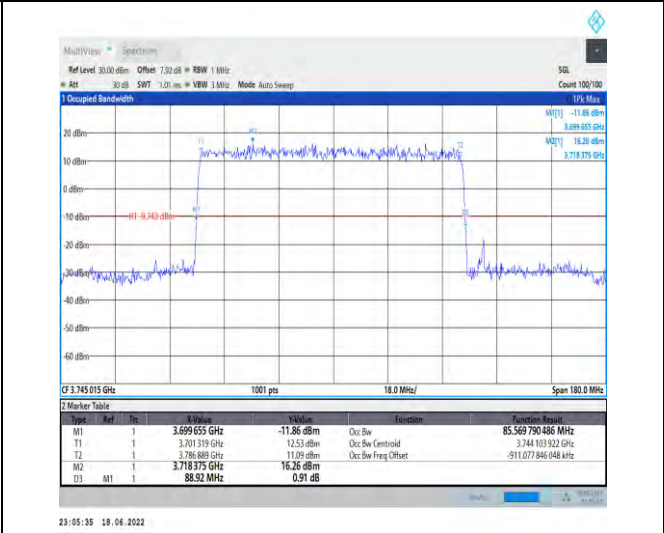 MultiView Spectrum
Ref Level 30.00 dBm Offset 7.92 dB RBW 1 MHz SGL
Att 30 dB SWT 1.01 ms VBW 3 MHz Mode Auto Sweep Count 100/100
1 Occupied Bandwidth 1Pk Max
M1[1] -11.86 dBm
3.699 655 GHz
M2[1] 16.26 dBm
3.718 375 GHz
20 dBm
10 dBm
0 dBm
-10 dBm H1 -9.740 dBm
-20 dBm
-30 dBm
-40 dBm
-50 dBm
-60 dBm
T1 M2 T2
M1 D3
CF 3.745 015 GHz 1001 pts 18.0 MHz/ Span 180.0 MHz
2 Marker Table
Type Ref Trc X-Value Y-Value Function Function Result
M1 1 3.699 655 GHz -11.86 dBm Occ Bw 85.569 790 486 MHz
T1 1 3.701 319 GHz 12.53 dBm Occ Bw Centroid 3.744 103 922 GHz
T2 1 3.786 889 GHz 11.09 dBm Occ Bw Freq Offset -911.077 846 048 kHz
M2 1 3.718 375 GHz 16.26 dBm
D3 M1 1 88.92 MHz 0.91 dB
23:05:35 18.06.2022